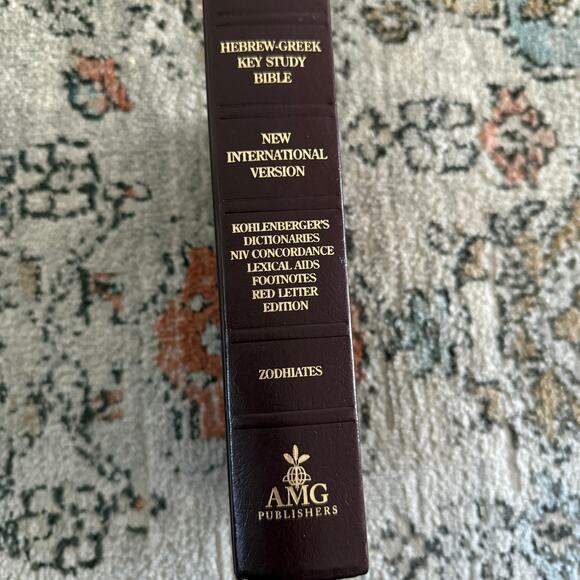 HEBREW-GREEK
KEY STUDY
BIBLE
NEW
INTERNATIONAL
VERSION
KOHLENBERGER'S
DICTIONARIES
NIV CONCORDANCE
LEXICAL AIDS
FOOTNOTES
RED LETTER
EDITION
ZODHIATES
AMG
PUBLISHERS